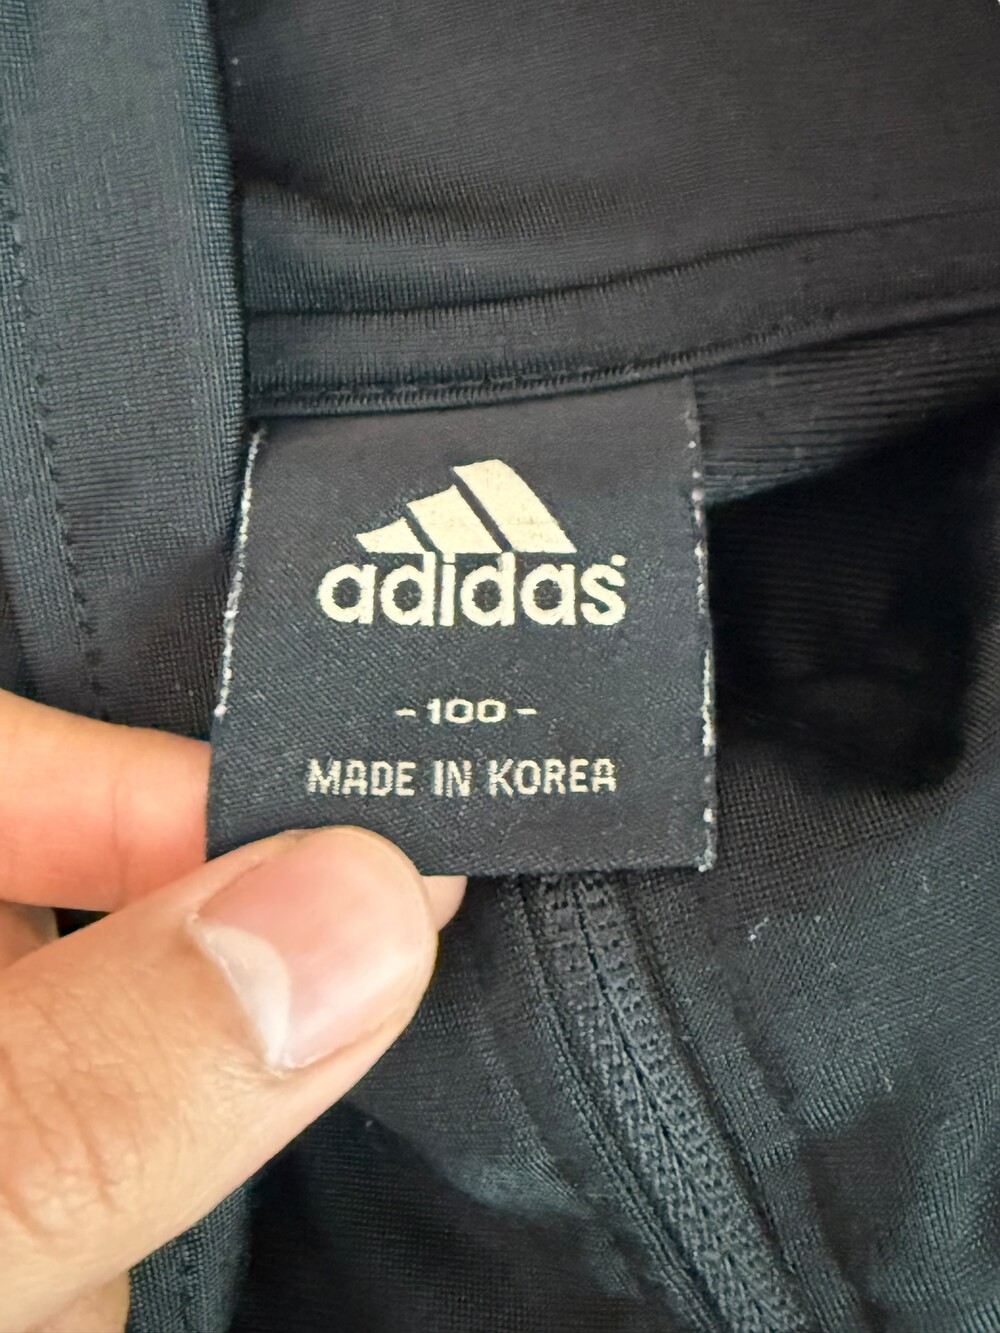 adidas
-100-
MADE IN KOREA